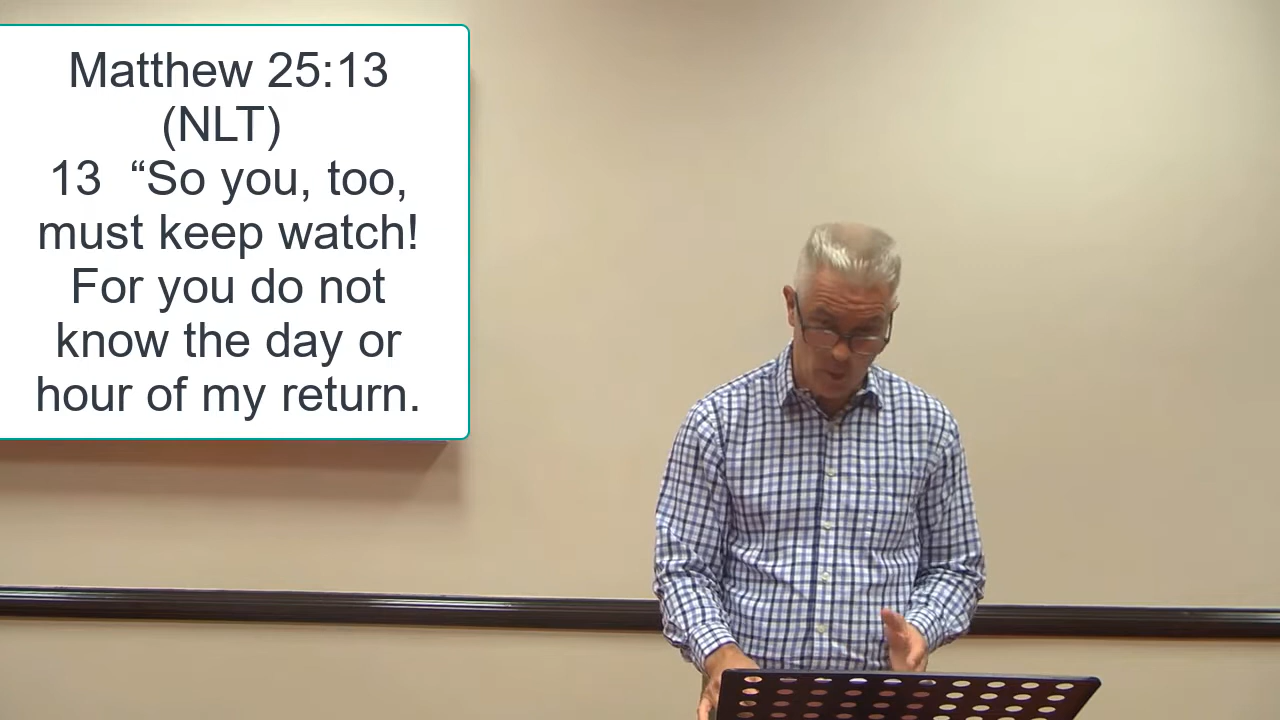 Matthew 25:13
(NLT)
13 “So you, too,
must keep watch!
For you do not
know the day or
hour of my return.